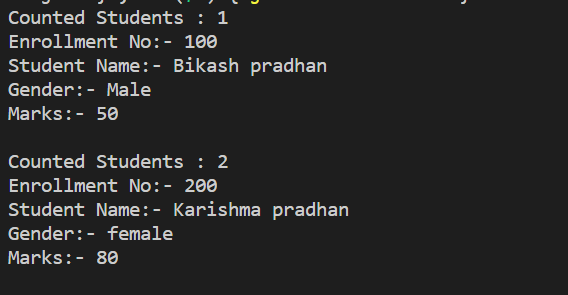 Counted Students : 1
Enrollment No:- 100
Student Name:- Bikash pradhan
Gender:- Male
Marks:- 50
Counted Students : 2
Enrollment No:- 200
Student Name:- Karishma pradhan
Gender:- female
Marks:- 80